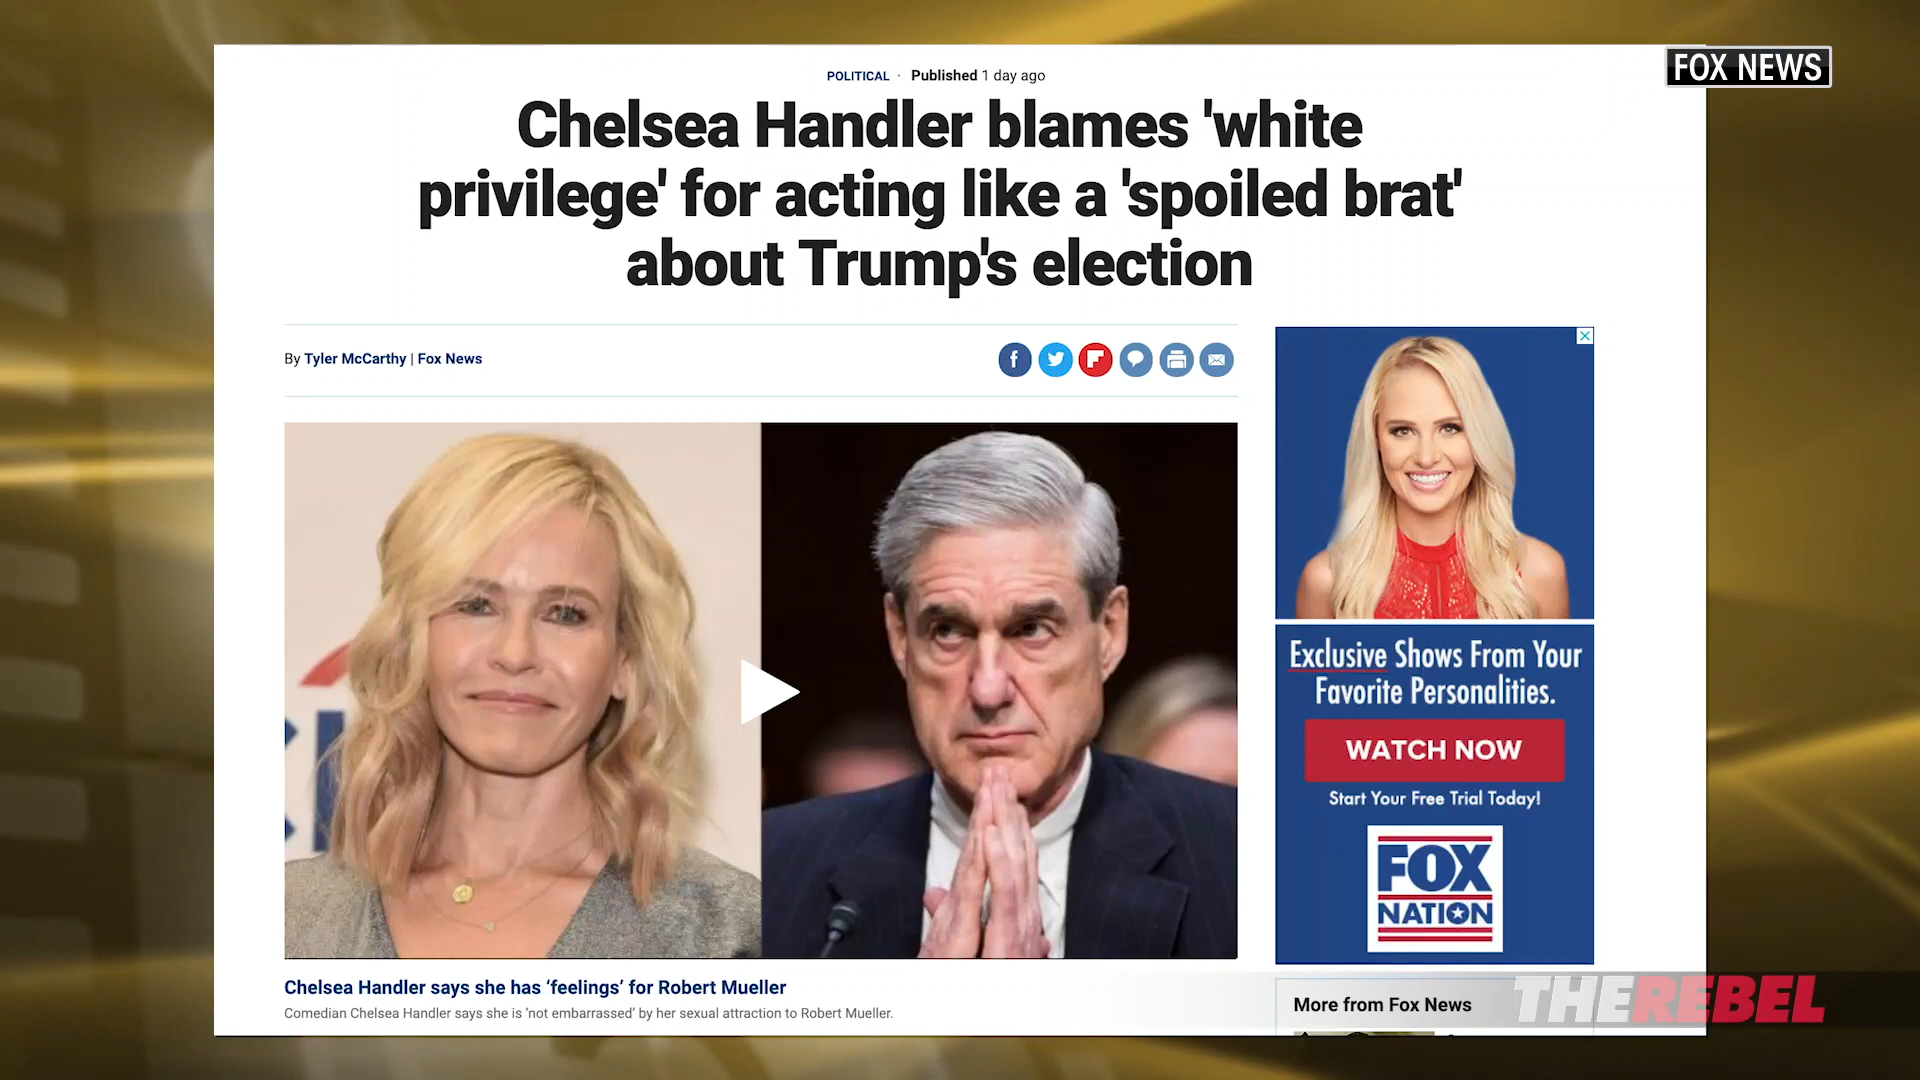 FOX NEWS
POLITICAL · Published 1 day ago
Chelsea Handler blames 'white
privilege' for acting like a 'spoiled brat'
about Trump's election
By Tyler McCarthy | Fox News
Exclusive Shows From Your
Favorite Personalities.
WATCH NOW
Start Your Free Trial Today!
FOX
NATION
Chelsea Handler says she has ‘feelings’ for Robert Mueller
Comedian Chelsea Handler says she is ‘not embarrassed’ by her sexual attraction to Robert Mueller.
More from Fox News
THE REBEL